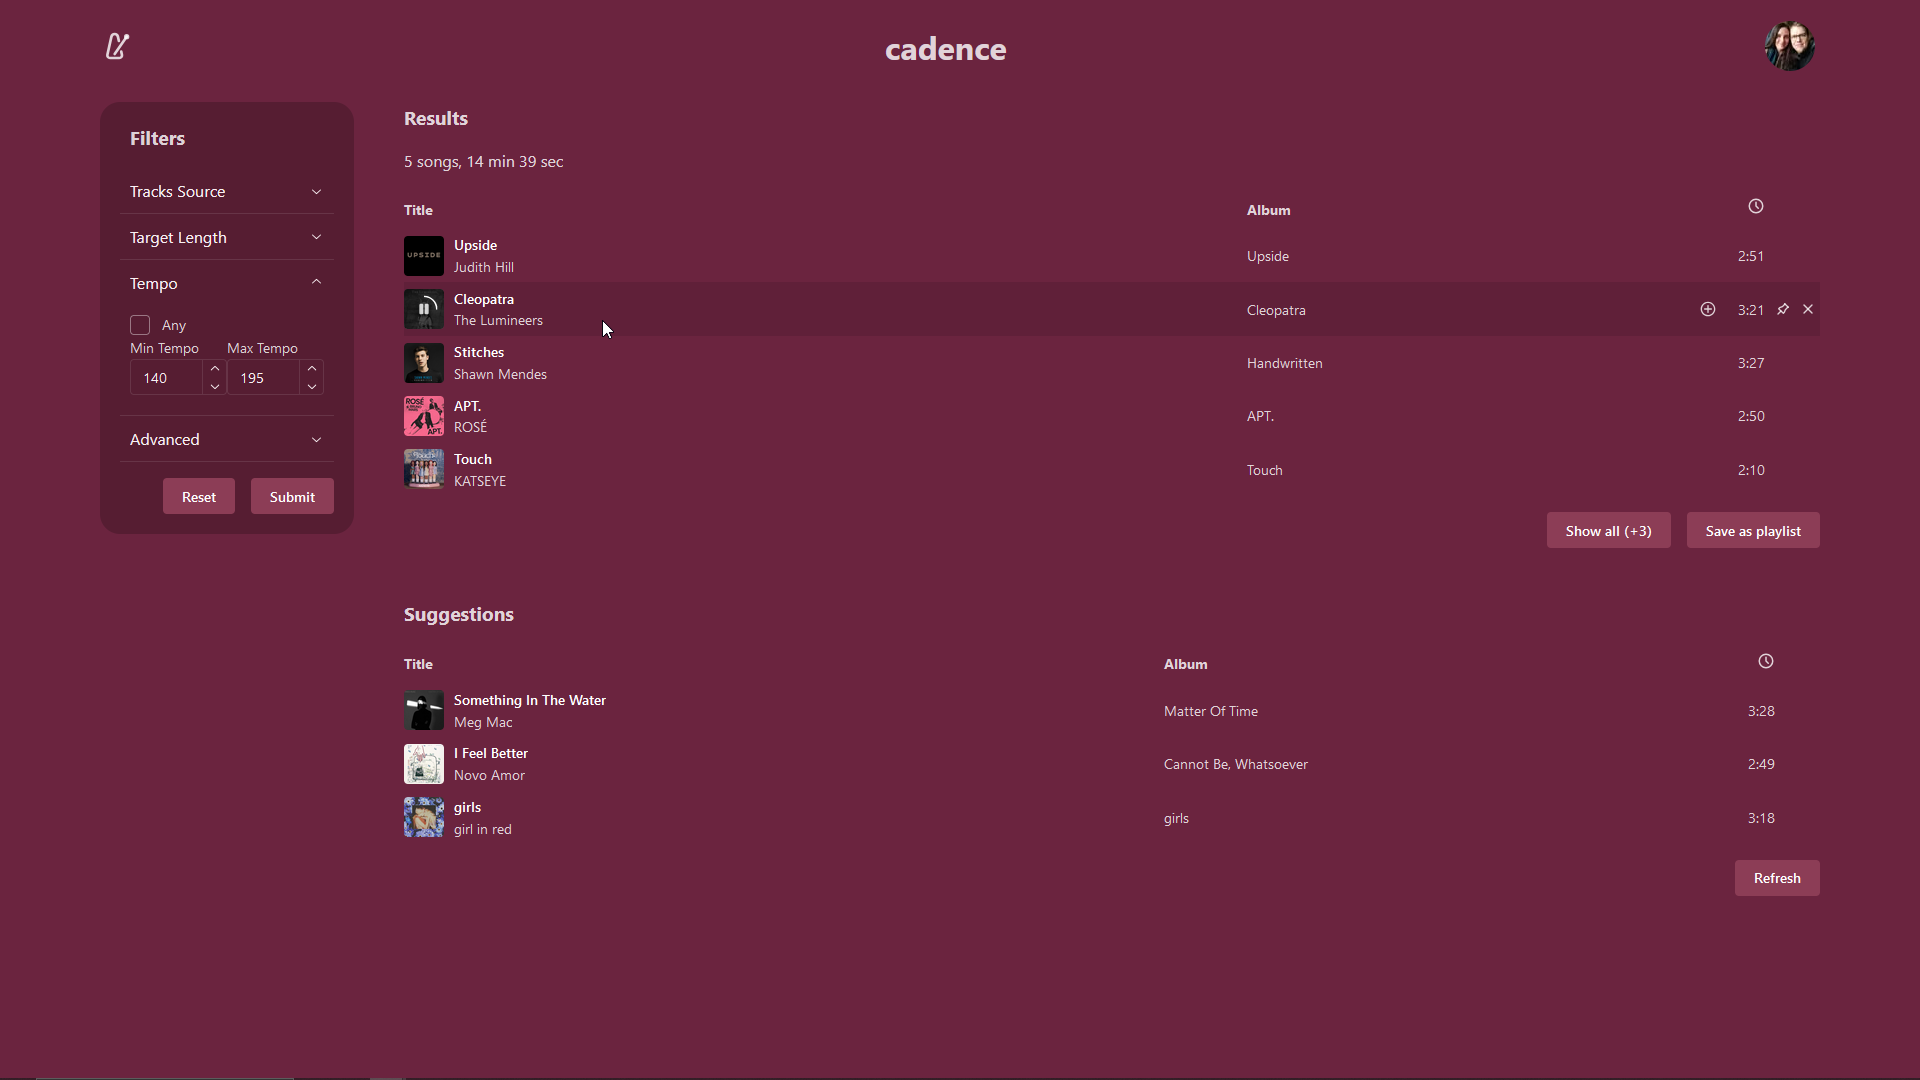 cadence
Filters
Tracks Source
Target Length
Tempo
Any
Min Tempo Max Tempo
140 195
Advanced
Reset Submit
Results
5 songs, 14 min 39 sec
Title Album
UPSIDE
Upside
Judith Hill
Upside 2:51
Cleopatra
The Lumineers
Cleopatra 3:21
Stitches
Shawn Mendes
Handwritten 3:27
ROSÉ
APT.
APT.
ROSÉ
APT. 2:50
Touch
KATSEYE
Touch 2:10
Show all (+3) Save as playlist
Suggestions
Title Album
Something In The Water
Meg Mac
Matter Of Time 3:28
I Feel Better
Novo Amor
Cannot Be, Whatsoever 2:49
girls
girl in red
girls 3:18
Refresh